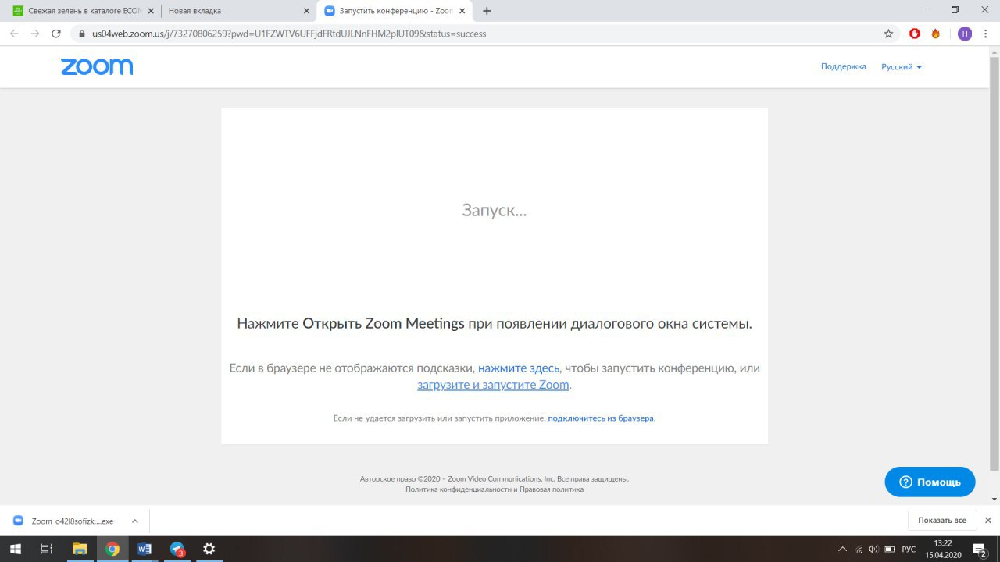 Свежая зелень в каталоге ECON
Новая вкладка
Запустить конференцию - Zoom
us04web.zoom.us/j/73270806259?pwd=U1FZWTV6UFFjdFRtdUJLNnFHM2plUT09&status=success
H
zoom
Поддержка
Русский
Запуск...
Нажмите Открыть Zoom Meetings при появлении диалогового окна системы.
Если в браузере не отображаются подсказки, нажмите здесь, чтобы запустить конференцию, или
загрузите и запустите Zoom.
Если не удается загрузить или запустить приложение, подключитесь из браузера.
Авторское право ©2020 – Zoom Video Communications, Inc. Все права защищены.
Политика конфиденциальности и Правовая политика
Помощь
Zoom_o42l8sofizk....exe
Показать все
3
РУС
13:22
15.04.2020
2